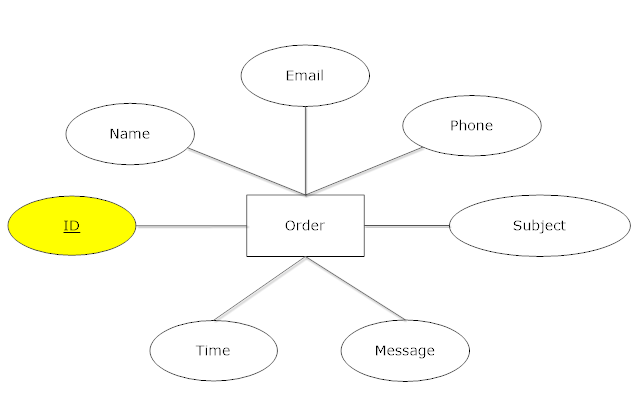 Email
Name
Phone
ID
Order
Subject
Time
Message